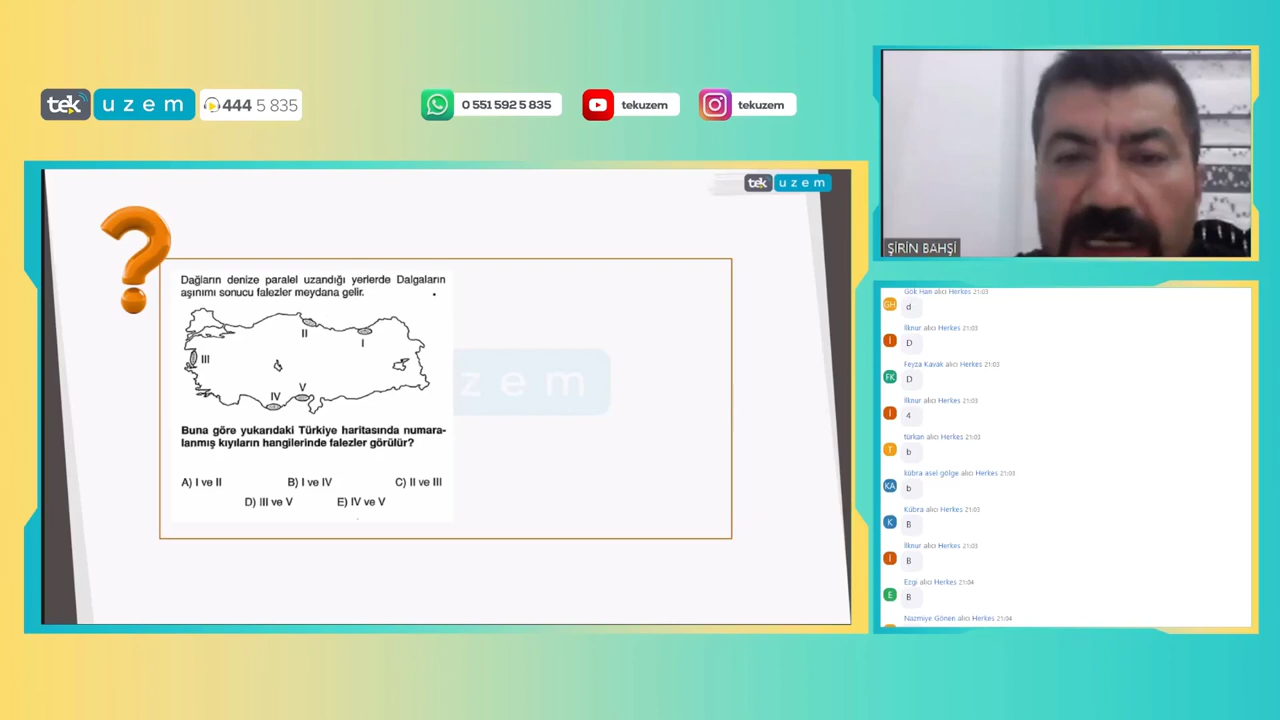 tek uzem 444 5 835
0 551 592 5 835
tekuzem
tekuzem
tek uzem
Dağların denize paralel uzandığı yerlerde Dalgaların
aşınımı sonucu falezler meydana gelir.
II
I
III
IV
V
zem
Buna göre yukarıdaki Türkiye haritasında numara-
lanmış kıyıların hangilerinde falezler görülür?
A) I ve II B) I ve IV C) II ve III
D) III ve V E) IV ve V
ŞİRİN BAHŞİ
Gök Han alıcı Herkes 21:03
GH d
İlknur alıcı Herkes 21:03
İ D
Feyza Kavak alıcı Herkes 21:03
FK D
İlknur alıcı Herkes 21:03
İ 4
türkan alıcı Herkes 21:03
T b
kübra asel gölge alıcı Herkes 21:03
KA b
Kübra alıcı Herkes 21:03
K B
İlknur alıcı Herkes 21:03
İ B
Ezgi alıcı Herkes 21:04
E B
Nazmiye Gönen alıcı Herkes 21:04